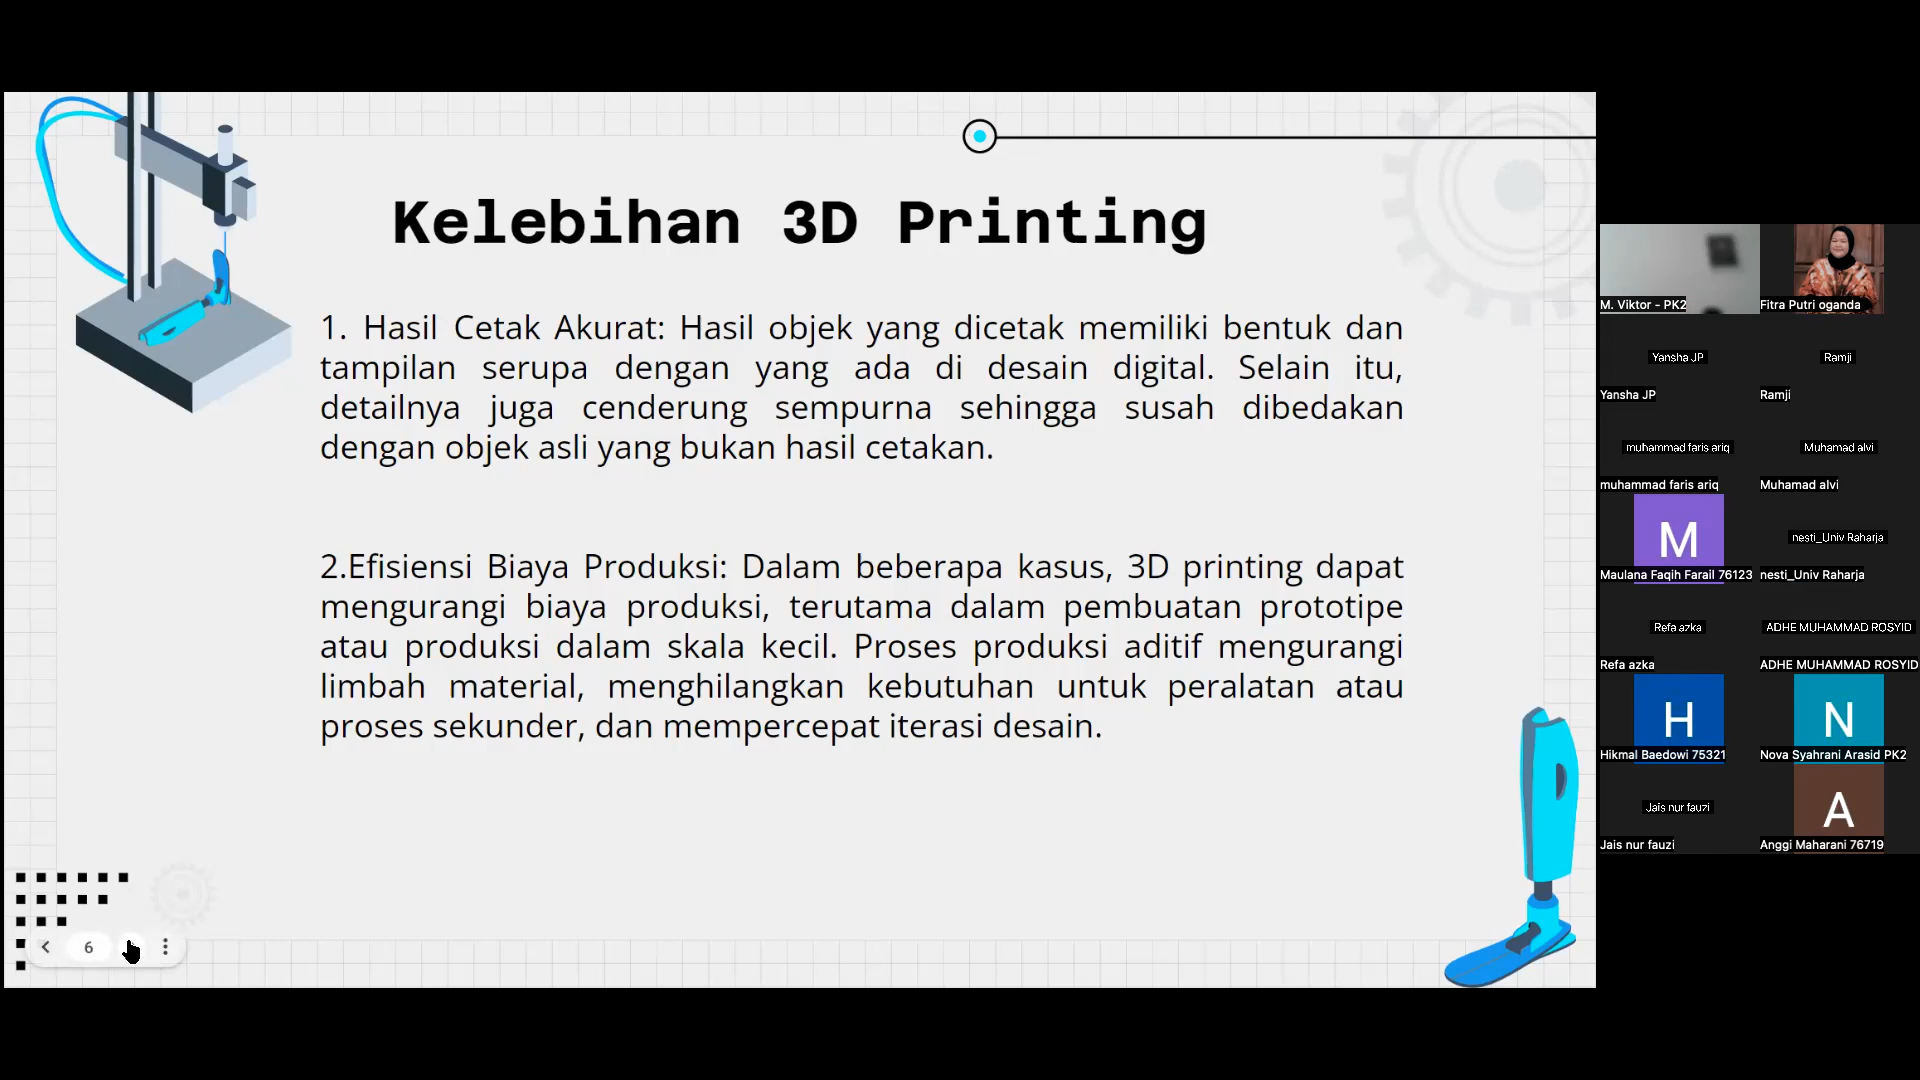 Kelebihan 3D Printing
1. Hasil Cetak Akurat: Hasil objek yang dicetak memiliki bentuk dan
tampilan serupa dengan yang ada di desain digital. Selain itu,
detailnya juga cenderung sempurna sehingga susah dibedakan
dengan objek asli yang bukan hasil cetakan.
2.Efisiensi Biaya Produksi: Dalam beberapa kasus, 3D printing dapat
mengurangi biaya produksi, terutama dalam pembuatan prototipe
atau produksi dalam skala kecil. Proses produksi aditif mengurangi
limbah material, menghilangkan kebutuhan untuk peralatan atau
proses sekunder, dan mempercepat iterasi desain.
6
M. Viktor - PK2
Fitra Putri oganda
Yansha JP
Ramji
Yansha JP
Ramji
muhammad faris ariq
Muhamad alvi
muhammad faris ariq
Muhamad alvi
M
nesti_Univ Raharja
Maulana Faqih Farail 76123
nesti_Univ Raharja
Refa azka
ADHE MUHAMMAD ROSYID
Refa azka
ADHE MUHAMMAD ROSYID
H
N
Hikmal Baedowi 75321
Nova Syahrani Arasid PK2
Jais nur fauzi
A
Jais nur fauzi
Anggi Maharani 76719